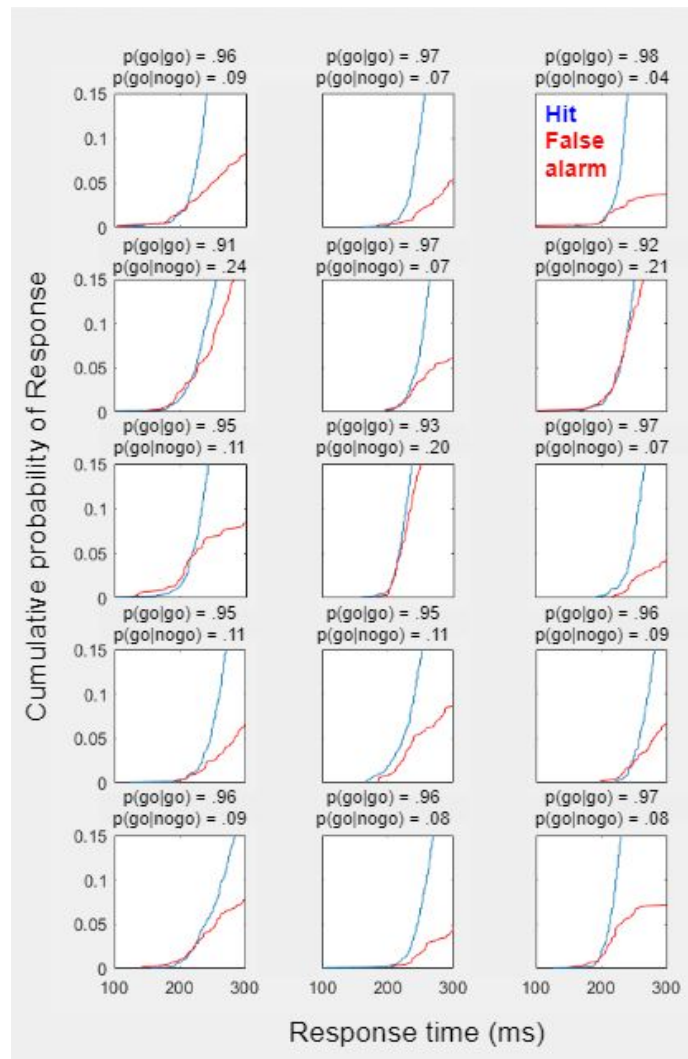 p(go|go) = .96
p(go|nogo) = .09
p(go|go) = .97
p(go|nogo) = .07
p(go|go) = .98
p(go|nogo) = .04
0.15
0.1
0.05
0
Hit
False
alarm
p(go|go) = .91
p(go|nogo) = .24
p(go|go) = .97
p(go|nogo) = .07
p(go|go) = .92
p(go|nogo) = .21
0.15
0.1
0.05
0
p(go|go) = .95
p(go|nogo) = .11
p(go|go) = .93
p(go|nogo) = .20
p(go|go) = .97
p(go|nogo) = .07
0.15
0.1
0.05
0
p(go|go) = .95
p(go|nogo) = .11
p(go|go) = .95
p(go|nogo) = .11
p(go|go) = .96
p(go|nogo) = .09
0.15
0.1
0.05
0
p(go|go) = .96
p(go|nogo) = .09
p(go|go) = .96
p(go|nogo) = .08
p(go|go) = .97
p(go|nogo) = .08
0.15
0.1
0.05
0
100 200 300
100 200 300
100 200 300
Cumulative probability of Response
Response time (ms)